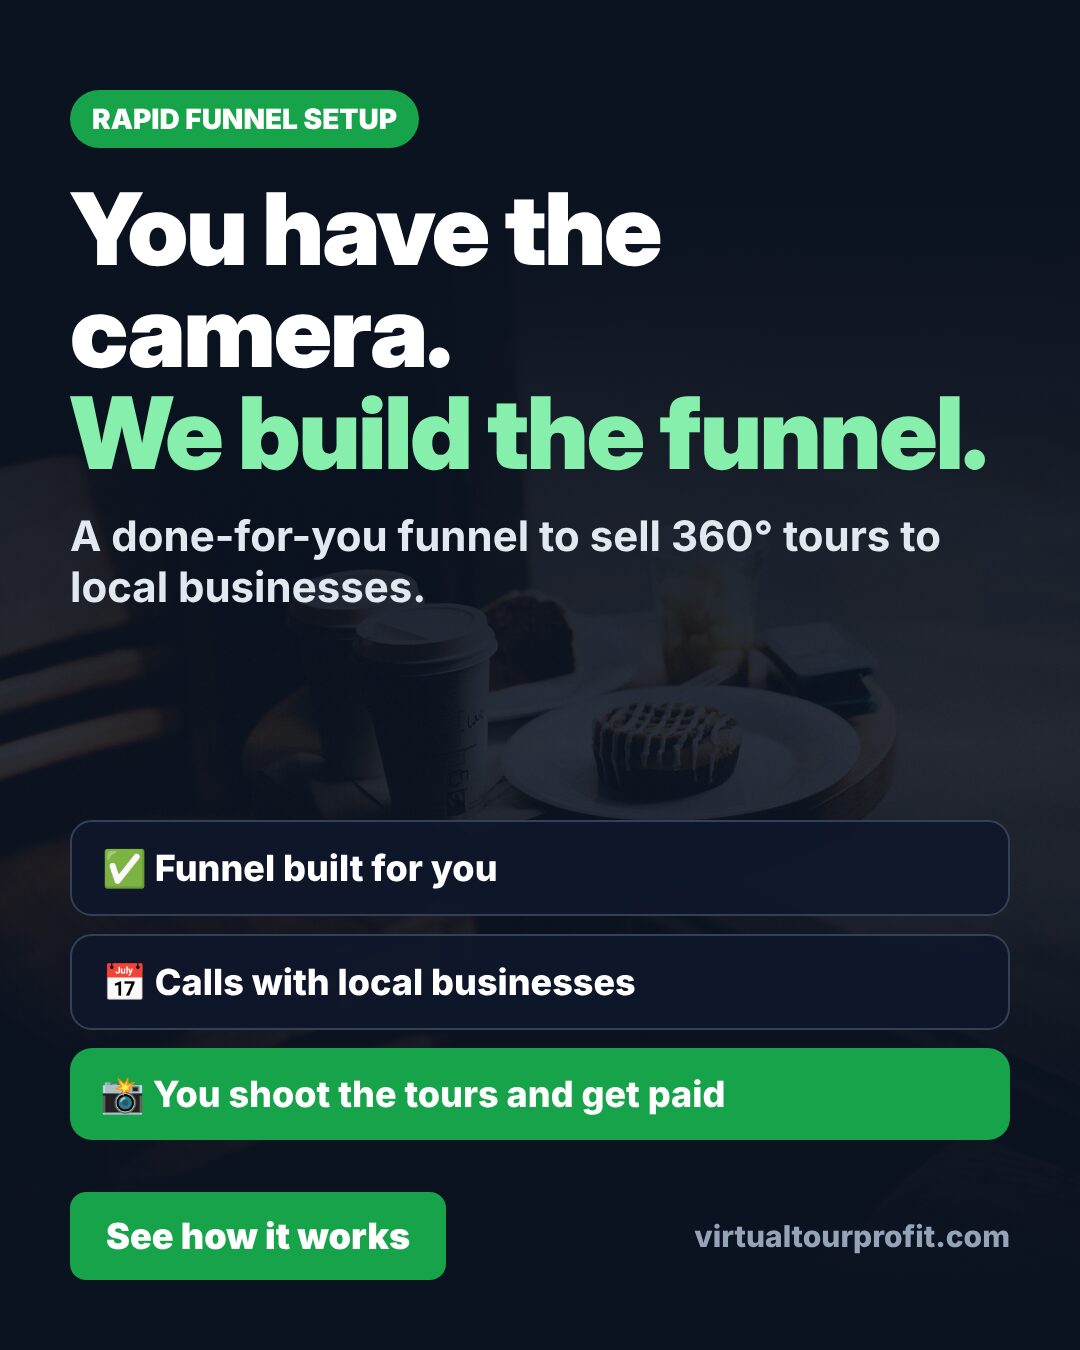 RAPID FUNNEL SETUP
You have the
camera.
We build the funnel.
A done-for-you funnel to sell 360° tours to
local businesses.
✅ Funnel built for you
📅 Calls with local businesses
📸 You shoot the tours and get paid
See how it works
virtualtourprofit.com